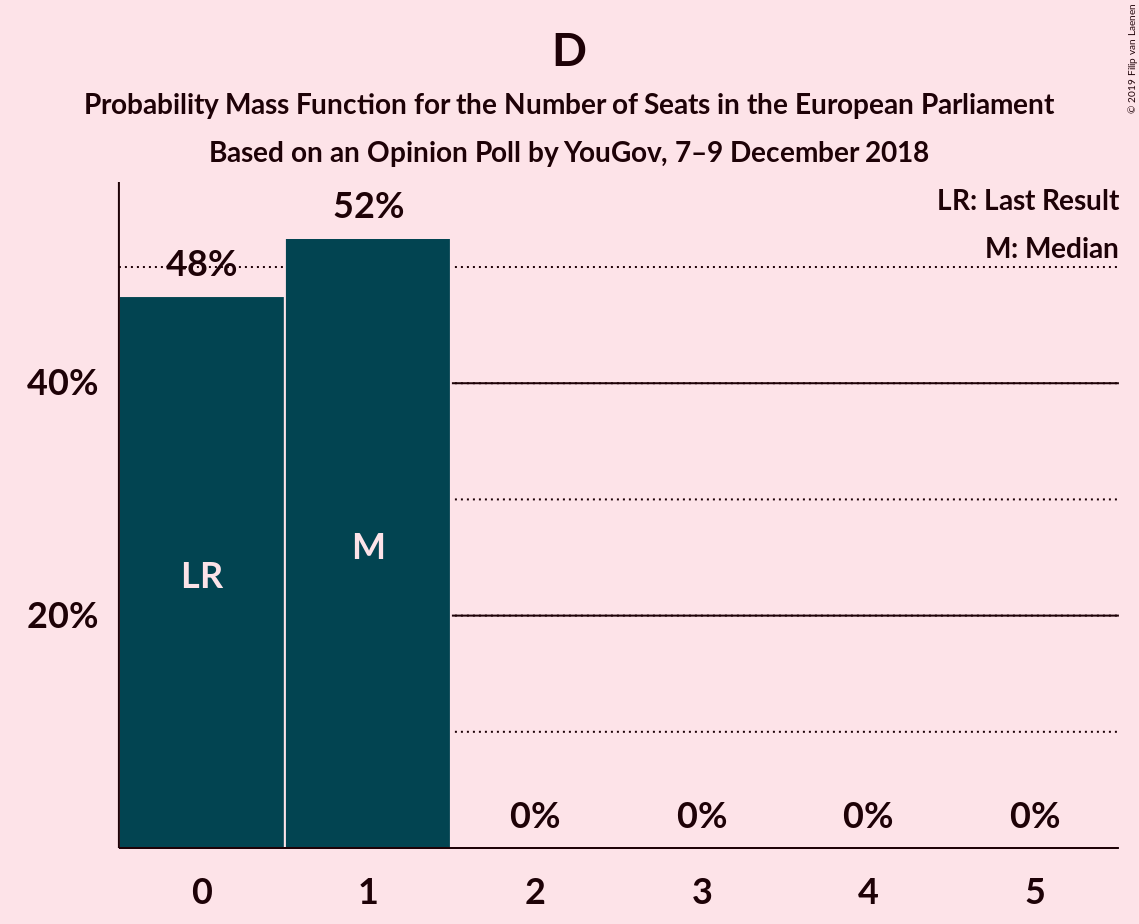 D
Probability Mass Function for the Number of Seats in the European Parliament
Based on an Opinion Poll by YouGov, 7–9 December 2018
© 2019 Filip van Laenen
LR: Last Result
M: Median
52%
48%
40%
20%
LR
M
0%
0%
0%
0%
0
1
2
3
4
5